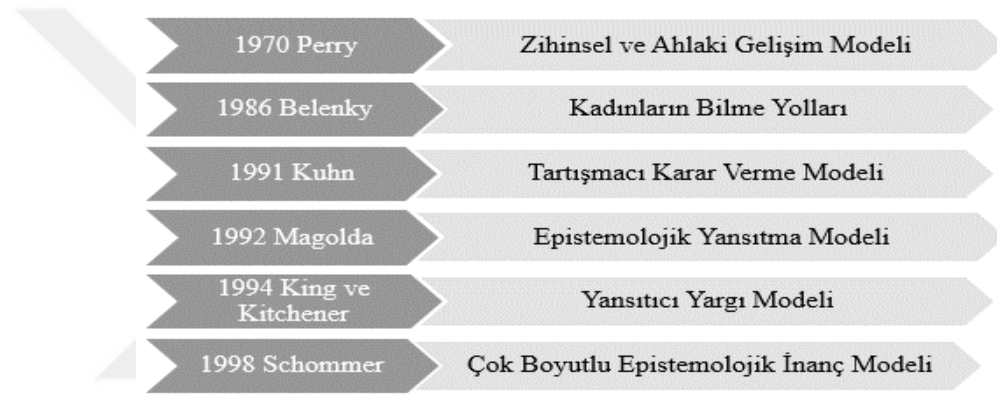 1970 Perry Zihinsel ve Ahlaki Gelişim Modeli
1986 Belenky Kadınların Bilme Yolları
1991 Kuhn Tartışmacı Karar Verme Modeli
1992 Magolda Epistemolojik Yansıtma Modeli
1994 King ve
Kitchener Yansıtıcı Yargı Modeli
1998 Schommer Çok Boyutlu Epistemolojik İnanç Modeli